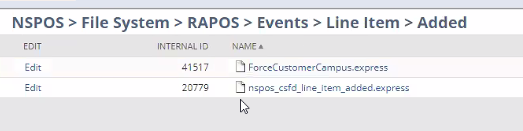 NSPOS > File System > RAPOS > Events > Line Item > Added
EDIT INTERNAL ID NAME ▲
Edit 41517 ForceCustomerCampus.express
Edit 20779 nspos_csfd_line_item_added.express